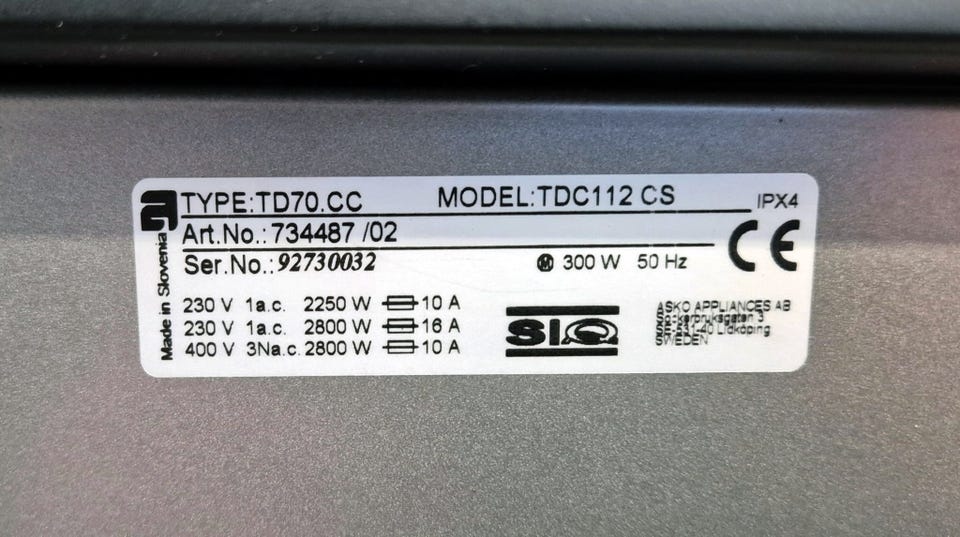 TYPE:TD70.CC MODEL:TDC112 CS IPX4
Art.No.:734487 /02
Ser.No.:92730032 M 300 W 50 Hz
CE
Made in Slovenia
230 V 1a.c. 2250 W 10 A
230 V 1a.c. 2800 W 16 A
400 V 3Na.c. 2800 W 10 A
SIQ
ASKO APPLIANCES AB
3
Lidköping
SWEDEN